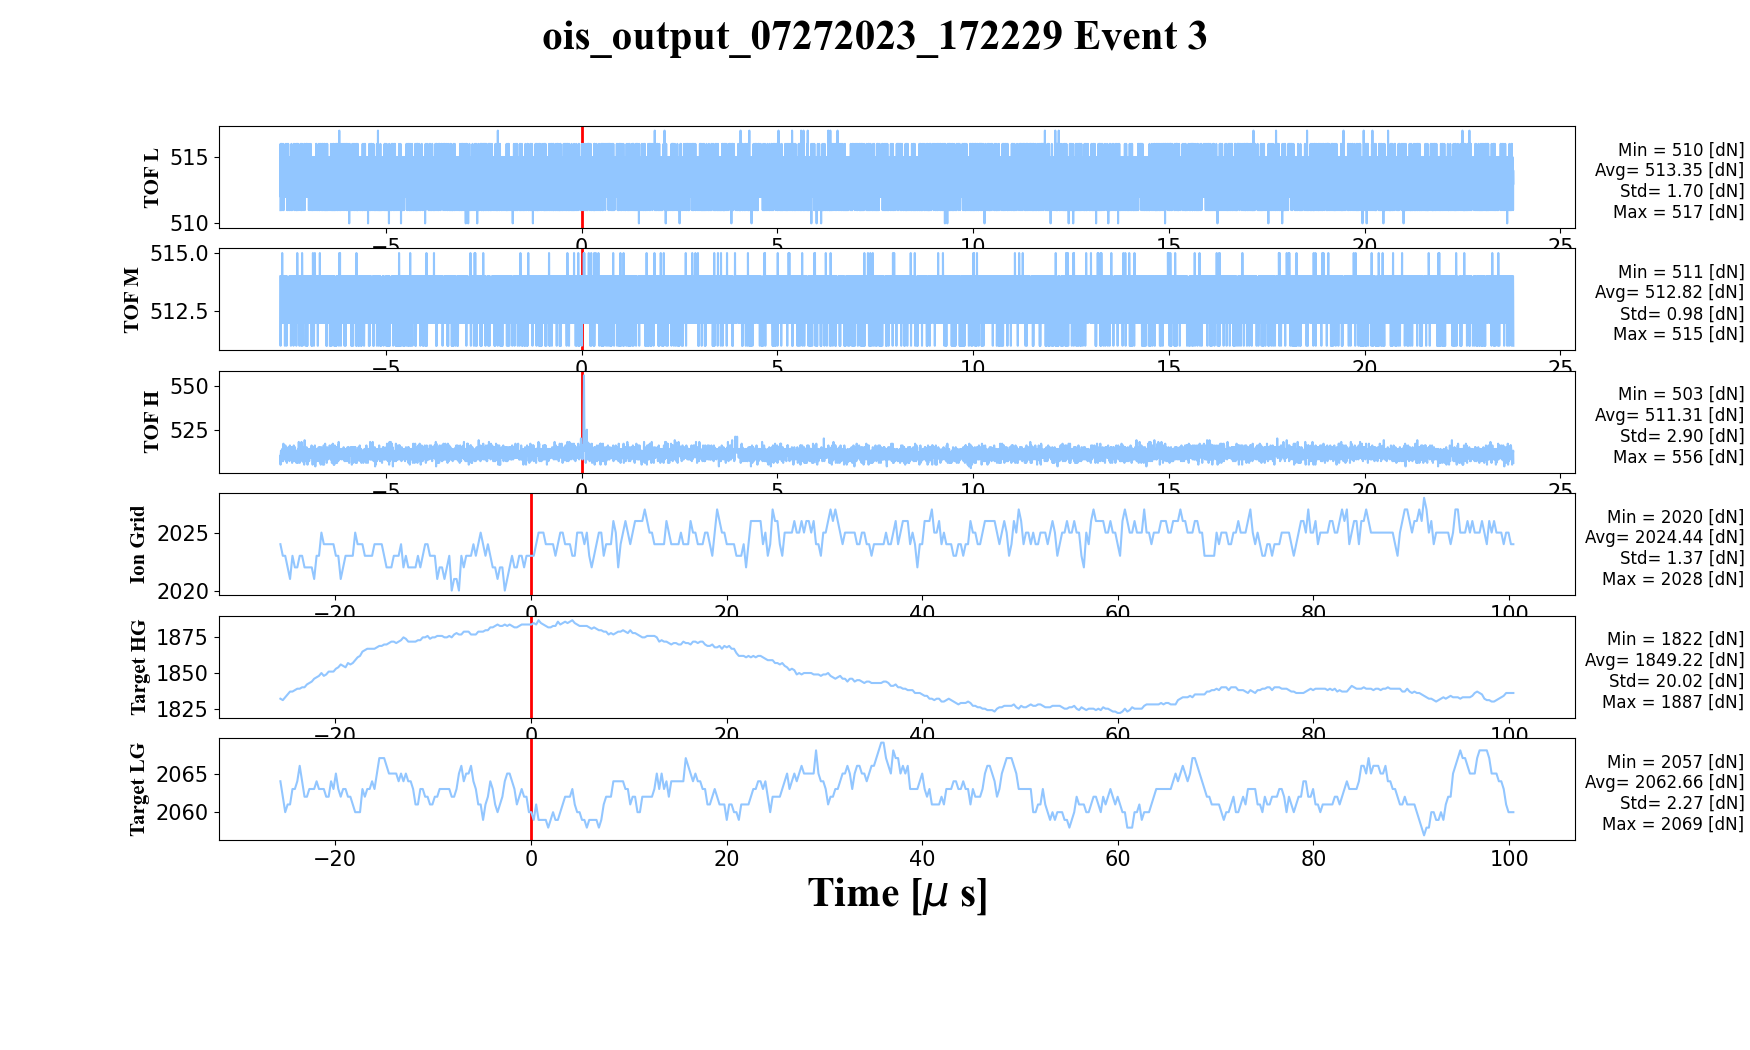 ois_output_07272023_172229 Event 3
TOF L
515
510
−5 0 5 10 15 20 25
Min = 510 [dN]
Avg= 513.35 [dN]
Std= 1.70 [dN]
Max = 517 [dN]
TOF M
515.0
512.5
−5 0 5 10 15 20 25
Min = 511 [dN]
Avg= 512.82 [dN]
Std= 0.98 [dN]
Max = 515 [dN]
TOF H
550
525
−5 0 5 10 15 20 25
Min = 503 [dN]
Avg= 511.31 [dN]
Std= 2.90 [dN]
Max = 556 [dN]
Ion Grid
2025
2020
−20 0 20 40 60 80 100
Min = 2020 [dN]
Avg= 2024.44 [dN]
Std= 1.37 [dN]
Max = 2028 [dN]
Target HG
1875
1850
1825
−20 0 20 40 60 80 100
Min = 1822 [dN]
Avg= 1849.22 [dN]
Std= 20.02 [dN]
Max = 1887 [dN]
Target LG
2065
2060
−20 0 20 40 60 80 100
Min = 2057 [dN]
Avg= 2062.66 [dN]
Std= 2.27 [dN]
Max = 2069 [dN]
Time [μ s]